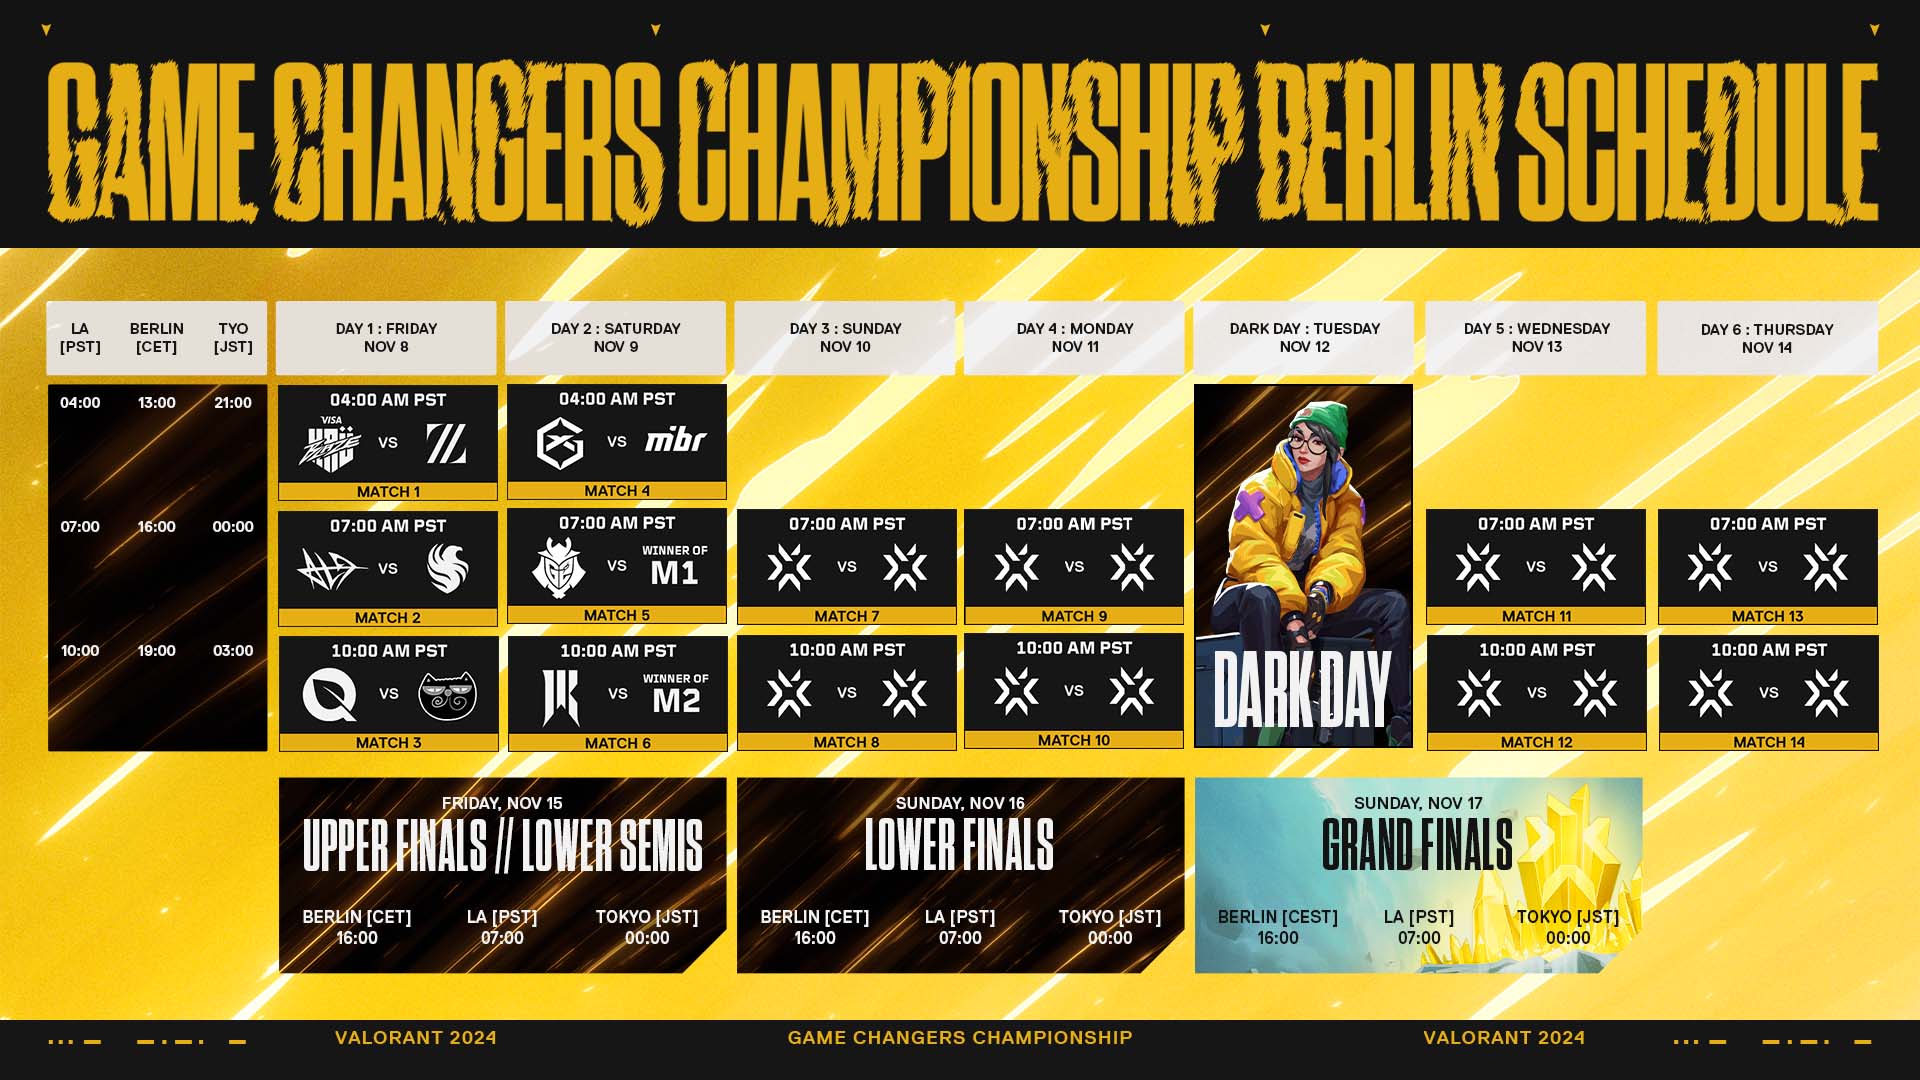 GAME CHANGERS CHAMPIONSHIP BERLIN SCHEDULE
LA [PST]
BERLIN [CET]
TYO [JST]
DAY 1 : FRIDAY
NOV 8
DAY 2 : SATURDAY
NOV 9
DAY 3 : SUNDAY
NOV 10
DAY 4 : MONDAY
NOV 11
DARK DAY : TUESDAY
NOV 12
DAY 5 : WEDNESDAY
NOV 13
DAY 6 : THURSDAY
NOV 14
04:00 13:00 21:00
07:00 16:00 00:00
10:00 19:00 03:00
04:00 AM PST
VISA
VS
MATCH 1
07:00 AM PST
VS
MATCH 2
10:00 AM PST
VS
MATCH 3
04:00 AM PST
VS mibr
MATCH 4
07:00 AM PST
G2 VS WINNER OF
M1
MATCH 5
10:00 AM PST
VS WINNER OF
M2
MATCH 6
07:00 AM PST
VS
MATCH 7
10:00 AM PST
VS
MATCH 8
07:00 AM PST
VS
MATCH 9
10:00 AM PST
VS
MATCH 10
DARK DAY
07:00 AM PST
VS
MATCH 11
10:00 AM PST
VS
MATCH 12
07:00 AM PST
VS
MATCH 13
10:00 AM PST
VS
MATCH 14
FRIDAY, NOV 15
UPPER FINALS // LOWER SEMIS
BERLIN [CET] LA [PST] TOKYO [JST]
16:00 07:00 00:00
SUNDAY, NOV 16
LOWER FINALS
BERLIN [CET] LA [PST] TOKYO [JST]
16:00 07:00 00:00
SUNDAY, NOV 17
GRAND FINALS
BERLIN [CEST] LA [PST] TOKYO [JST]
16:00 07:00 00:00
VALORANT 2024
GAME CHANGERS CHAMPIONSHIP
VALORANT 2024